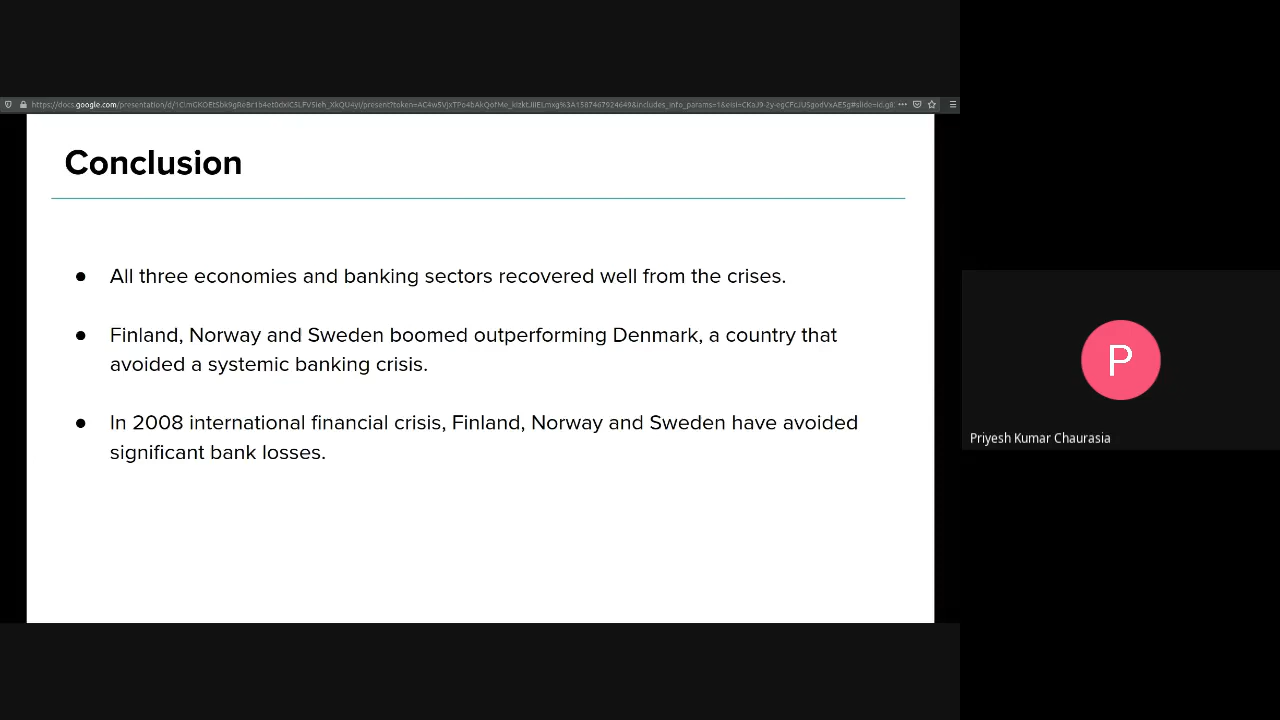 Conclusion
● All three economies and banking sectors recovered well from the crises.
● Finland, Norway and Sweden boomed outperforming Denmark, a country that
avoided a systemic banking crisis.
● In 2008 international financial crisis, Finland, Norway and Sweden have avoided
significant bank losses.
P
Priyesh Kumar Chaurasia